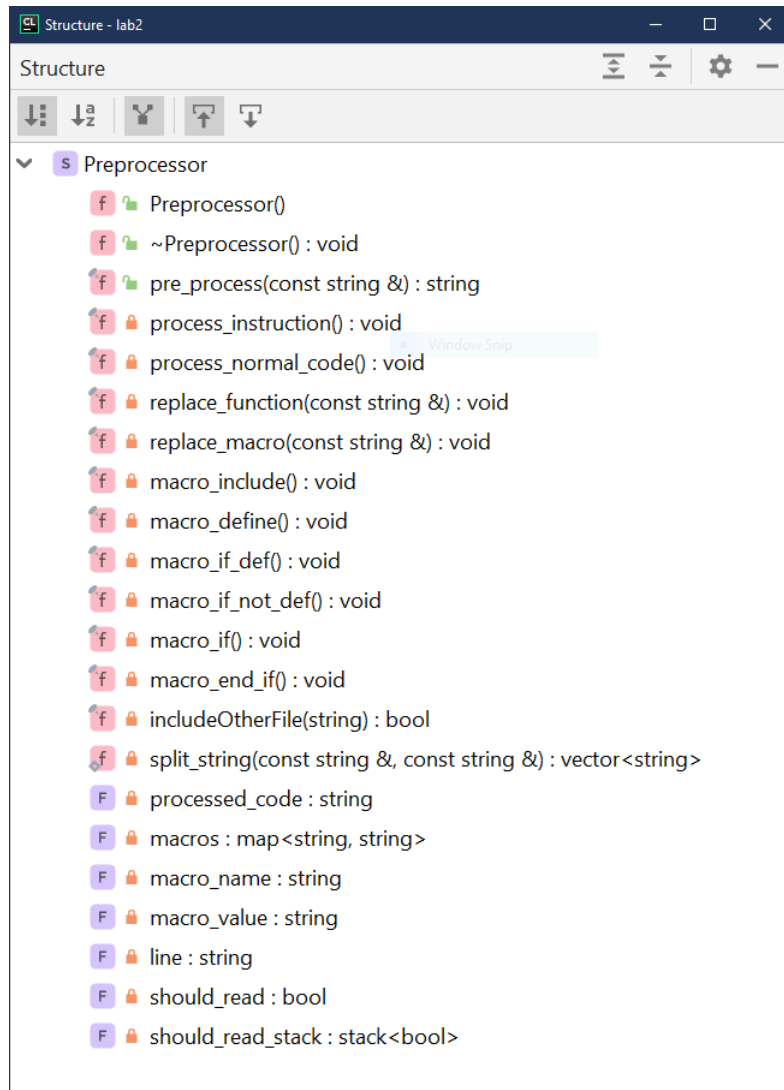 CL Structure - lab2
Structure
a
z
S Preprocessor
f Preprocessor()
f ~Preprocessor() : void
f pre_process(const string &) : string
f process_instruction() : void
Window Snip
f process_normal_code() : void
f replace_function(const string &) : void
f replace_macro(const string &) : void
f macro_include() : void
f macro_define() : void
f macro_if_def() : void
f macro_if_not_def() : void
f macro_if() : void
f macro_end_if() : void
f includeOtherFile(string) : bool
f split_string(const string &, const string &) : vector<string>
F processed_code : string
F macros : map<string, string>
F macro_name : string
F macro_value : string
F line : string
F should_read : bool
F should_read_stack : stack<bool>